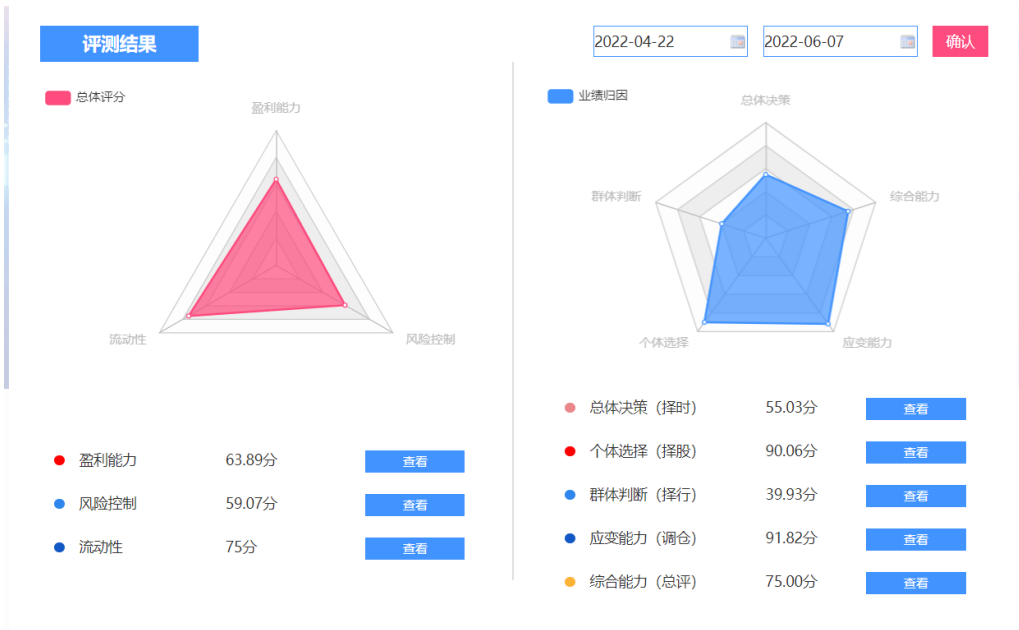 评测结果
2022-04-22
2022-06-07
确认
总体评分
盈利能力
流动性
风险控制
盈利能力 63.89分 查看
风险控制 59.07分 查看
流动性 75分 查看
业绩归因
总体决策
群体判断
综合能力
个体选择
应变能力
总体决策（择时） 55.03分 查看
个体选择（择股） 90.06分 查看
群体判断（择行） 39.93分 查看
应变能力（调仓） 91.82分 查看
综合能力（总评） 75.00分 查看